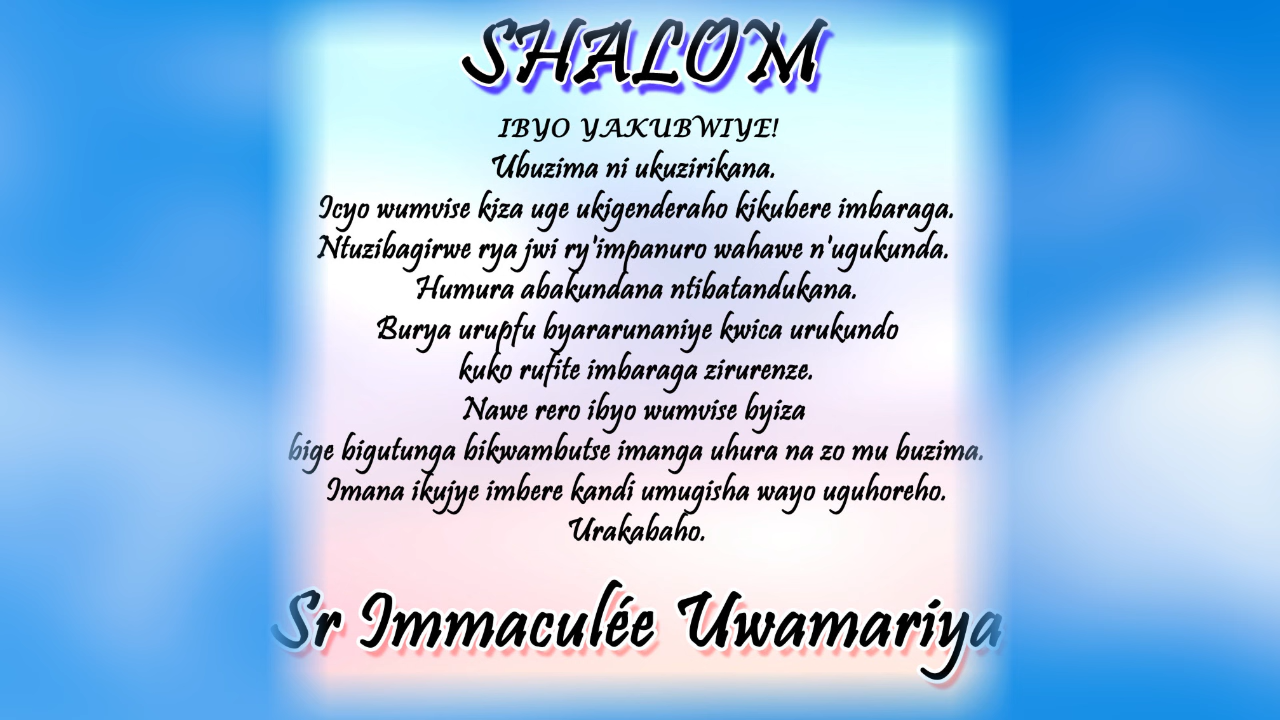 SHALOM
IBYO YAKUBWIYE!
Ubuzima ni ukuzirikana.
Icyo wumvise kiza uge ukigenderaho kikubere imbaraga.
Ntuzibagirwe rya jwi ry'impanuro wahawe n'ugukunda.
Humura abakundana ntibatandukana.
Burya urupfu byararunaniye kwica urukundo
kuko rufite imbaraga zirurenze.
Nawe rero ibyo wumvise byiza
bige bigutunga bikwambutse imanga uhura na zo mu buzima.
Imana ikujye imbere kandi umugisha wayo uguhoreho.
Urakabaho.
Sr Immaculée Uwamariya